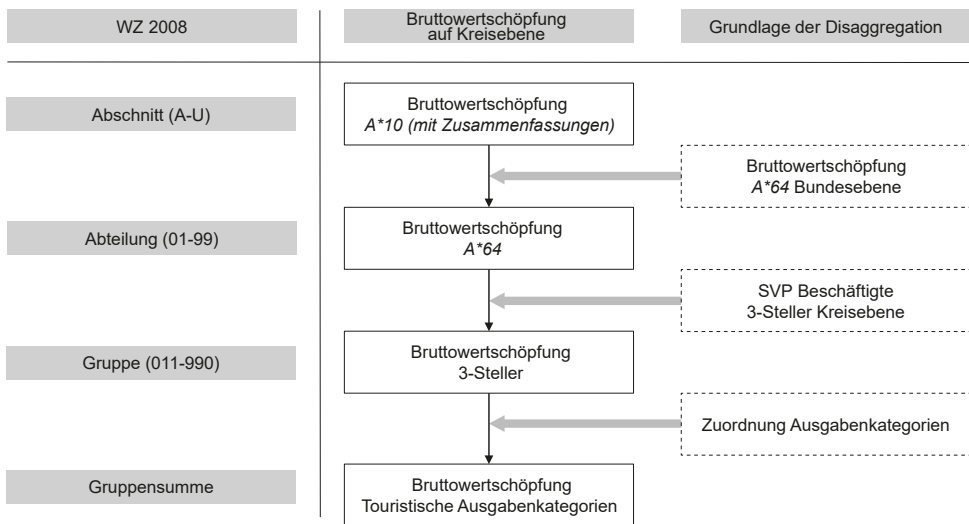 WZ 2008
Bruttowertschöpfung
auf Kreisebene
Grundlage der Disaggregation
Abschnitt (A-U)
Bruttowertschöpfung
A*10 (mit Zusammenfassungen)
Bruttowertschöpfung
A*64 Bundesebene
Abteilung (01-99)
Bruttowertschöpfung
A*64
SVP Beschäftigte
3-Steller Kreisebene
Gruppe (011-990)
Bruttowertschöpfung
3-Steller
Zuordnung Ausgabenkategorien
Gruppensumme
Bruttowertschöpfung
Touristische Ausgabenkategorien